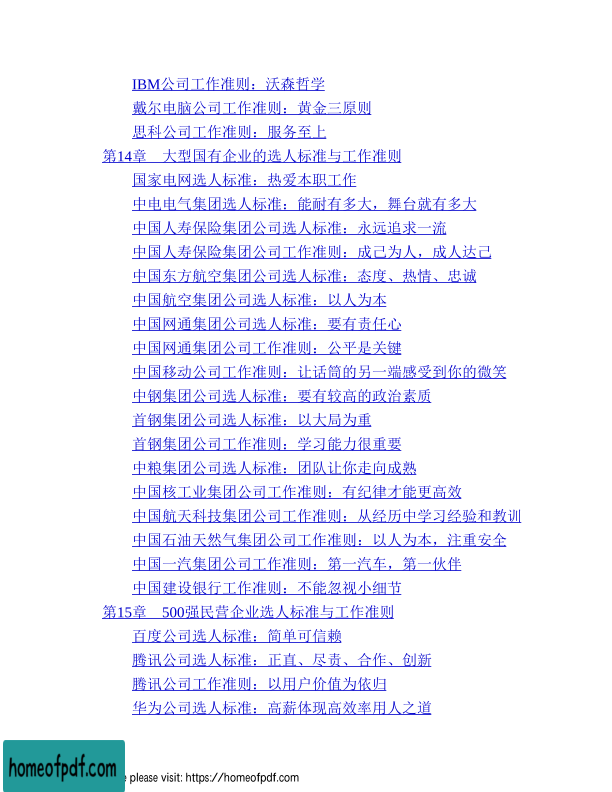 IBM公司工作准则：沃森哲学
戴尔电脑公司工作准则：黄金三原则
思科公司工作准则：服务至上
第14章　大型国有企业的选人标准与工作准则
国家电网选人标准：热爱本职工作
中电电气集团选人标准：能耐有多大，舞台就有多大
中国人寿保险集团公司选人标准：永远追求一流
中国人寿保险集团公司工作准则：成己为人，成人达己
中国东方航空集团公司选人标准：态度、热情、忠诚
中国航空集团公司选人标准：以人为本
中国网通集团公司选人标准：要有责任心
中国网通集团公司工作准则：公平是关键
中国移动公司工作准则：让话筒的另一端感受到你的微笑
中钢集团公司选人标准：要有较高的政治素质
首钢集团公司选人标准：以大局为重
首钢集团公司工作准则：学习能力很重要
中粮集团公司选人标准：团队让你走向成熟
中国核工业集团公司工作准则：有纪律才能更高效
中国航天科技集团公司工作准则：从经历中学习经验和教训
中国石油天然气集团公司工作准则：以人为本，注重安全
中国一汽集团公司工作准则：第一汽车，第一伙伴
中国建设银行工作准则：不能忽视小细节
第15章　500强民营企业选人标准与工作准则
百度公司选人标准：简单可信赖
腾讯公司选人标准：正直、尽责、合作、创新
腾讯公司工作准则：以用户价值为依归
华为公司选人标准：高薪体现高效率用人之道
homeofpdf.com
please visit: https://homeofpdf.com